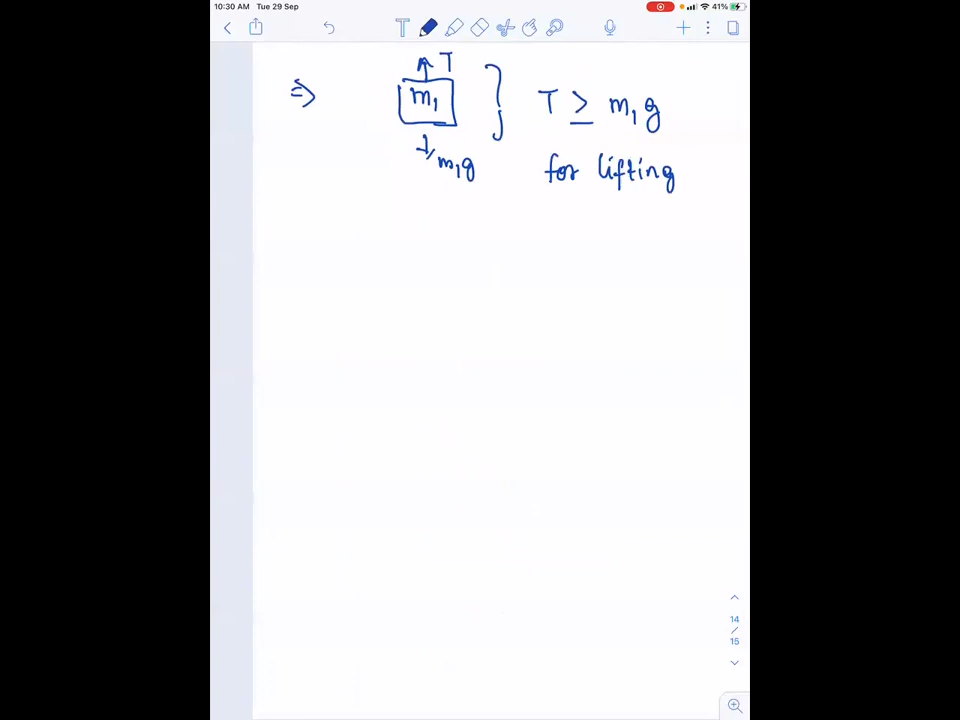 10:30 AM Tue 29 Sep
41%
T
⇒ m₁ } T ≥ m₁g
m₁g
for lifting
14
/
15